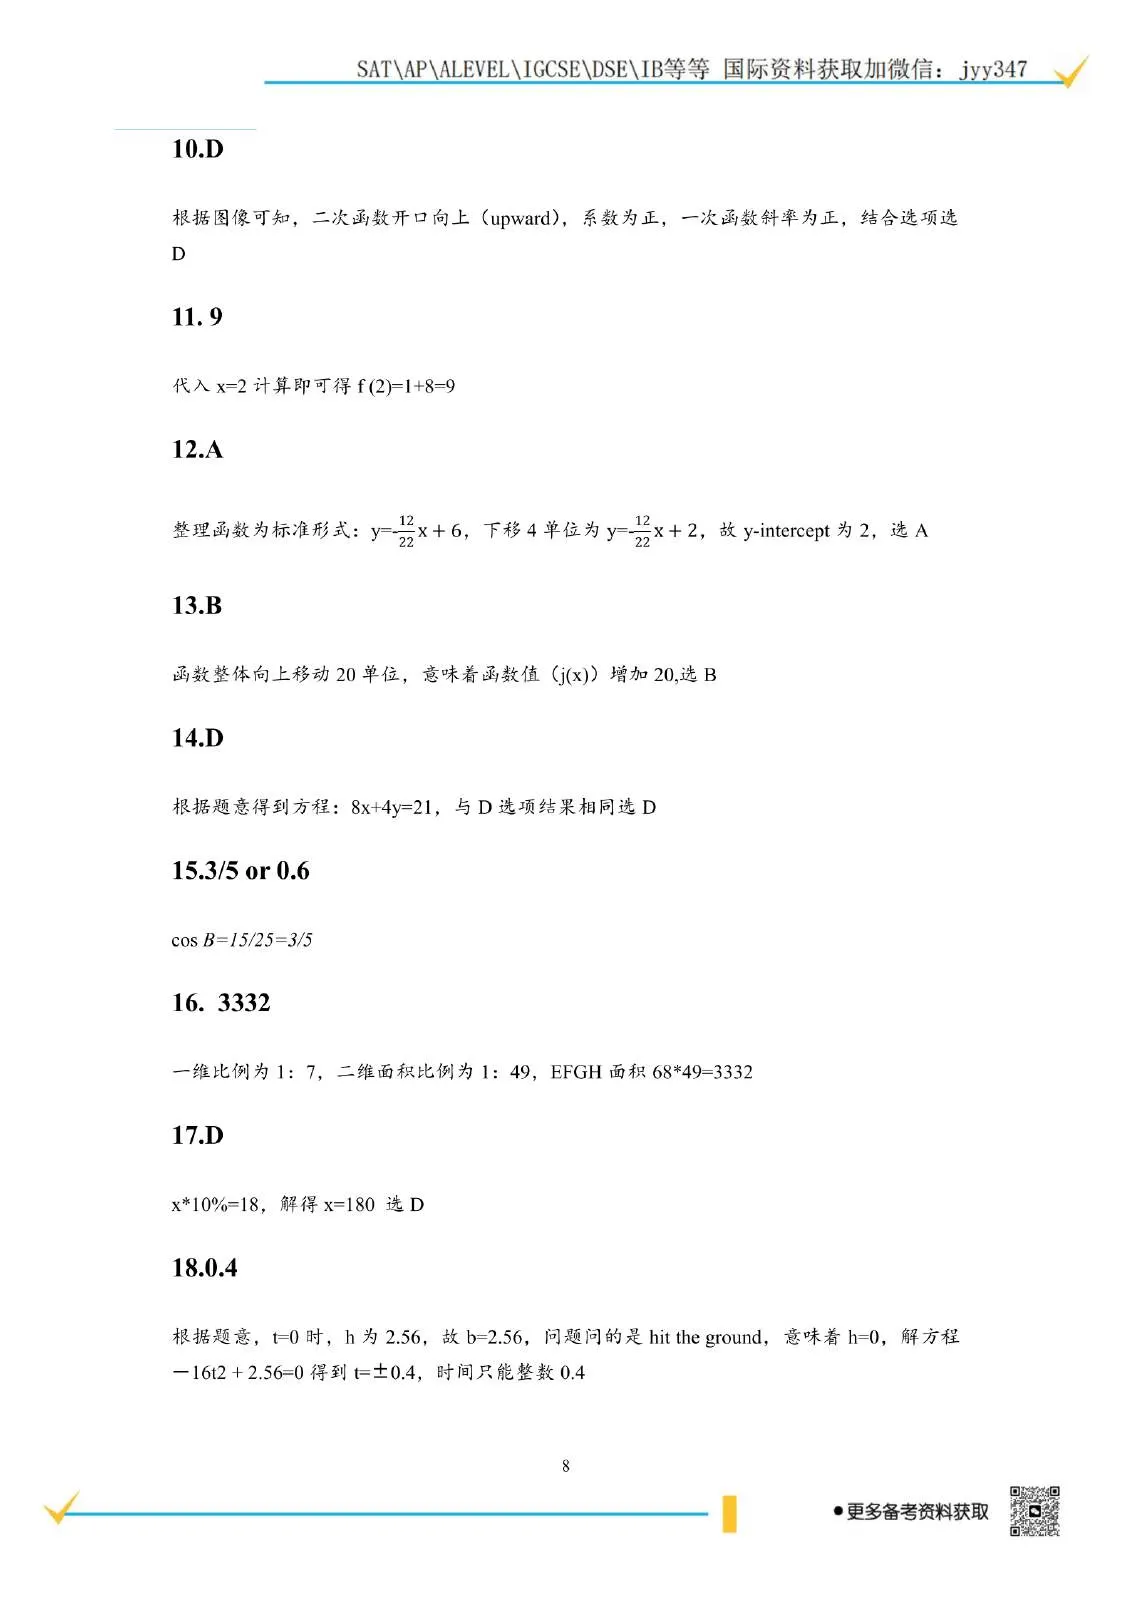 SAT\AP\ALEVEL\IGCSE\DSE\IB等等 国际资料获取加微信：jyy347
10.D
根据图像可知，二次函数开口向上（upward），系数为正，一次函数斜率为正，结合选项选
D
11. 9
代入 x=2 计算即可得 f (2)=1+8=9
12.A
整理函数为标准形式：y=-12/22x + 6，下移 4 单位为 y=-12/22x + 2，故 y-intercept 为 2，选 A
13.B
函数整体向上移动 20 单位，意味着函数值（j(x)）增加 20,选 B
14.D
根据题意得到方程：8x+4y=21，与 D 选项结果相同选 D
15.3/5 or 0.6
cos B=15/25=3/5
16. 3332
一维比例为 1：7，二维面积比例为 1：49，EFGH 面积 68*49=3332
17.D
x*10%=18，解得 x=180 选 D
18.0.4
根据题意，t=0 时，h 为 2.56，故 b=2.56，问题问的是 hit the ground，意味着 h=0，解方程
－16t2 + 2.56=0 得到 t=±0.4，时间只能整数 0.4
8
●更多备考资料获取